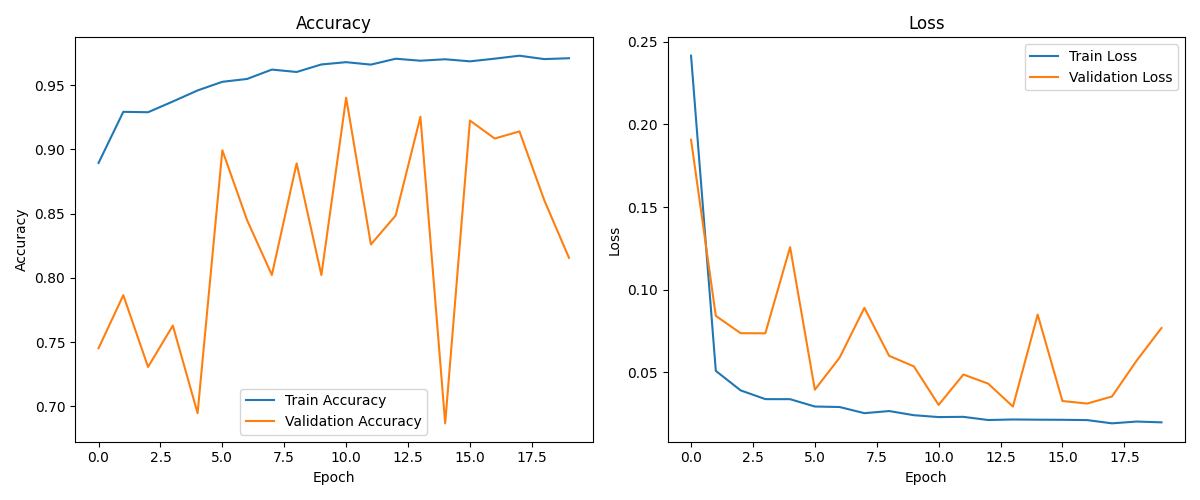 Accuracy
Accuracy
0.95
0.90
0.85
0.80
0.75
0.70
Train Accuracy
Validation Accuracy
0.0 2.5 5.0 7.5 10.0 12.5 15.0 17.5
Epoch
Loss
Loss
0.25
0.20
0.15
0.10
0.05
Train Loss
Validation Loss
0.0 2.5 5.0 7.5 10.0 12.5 15.0 17.5
Epoch